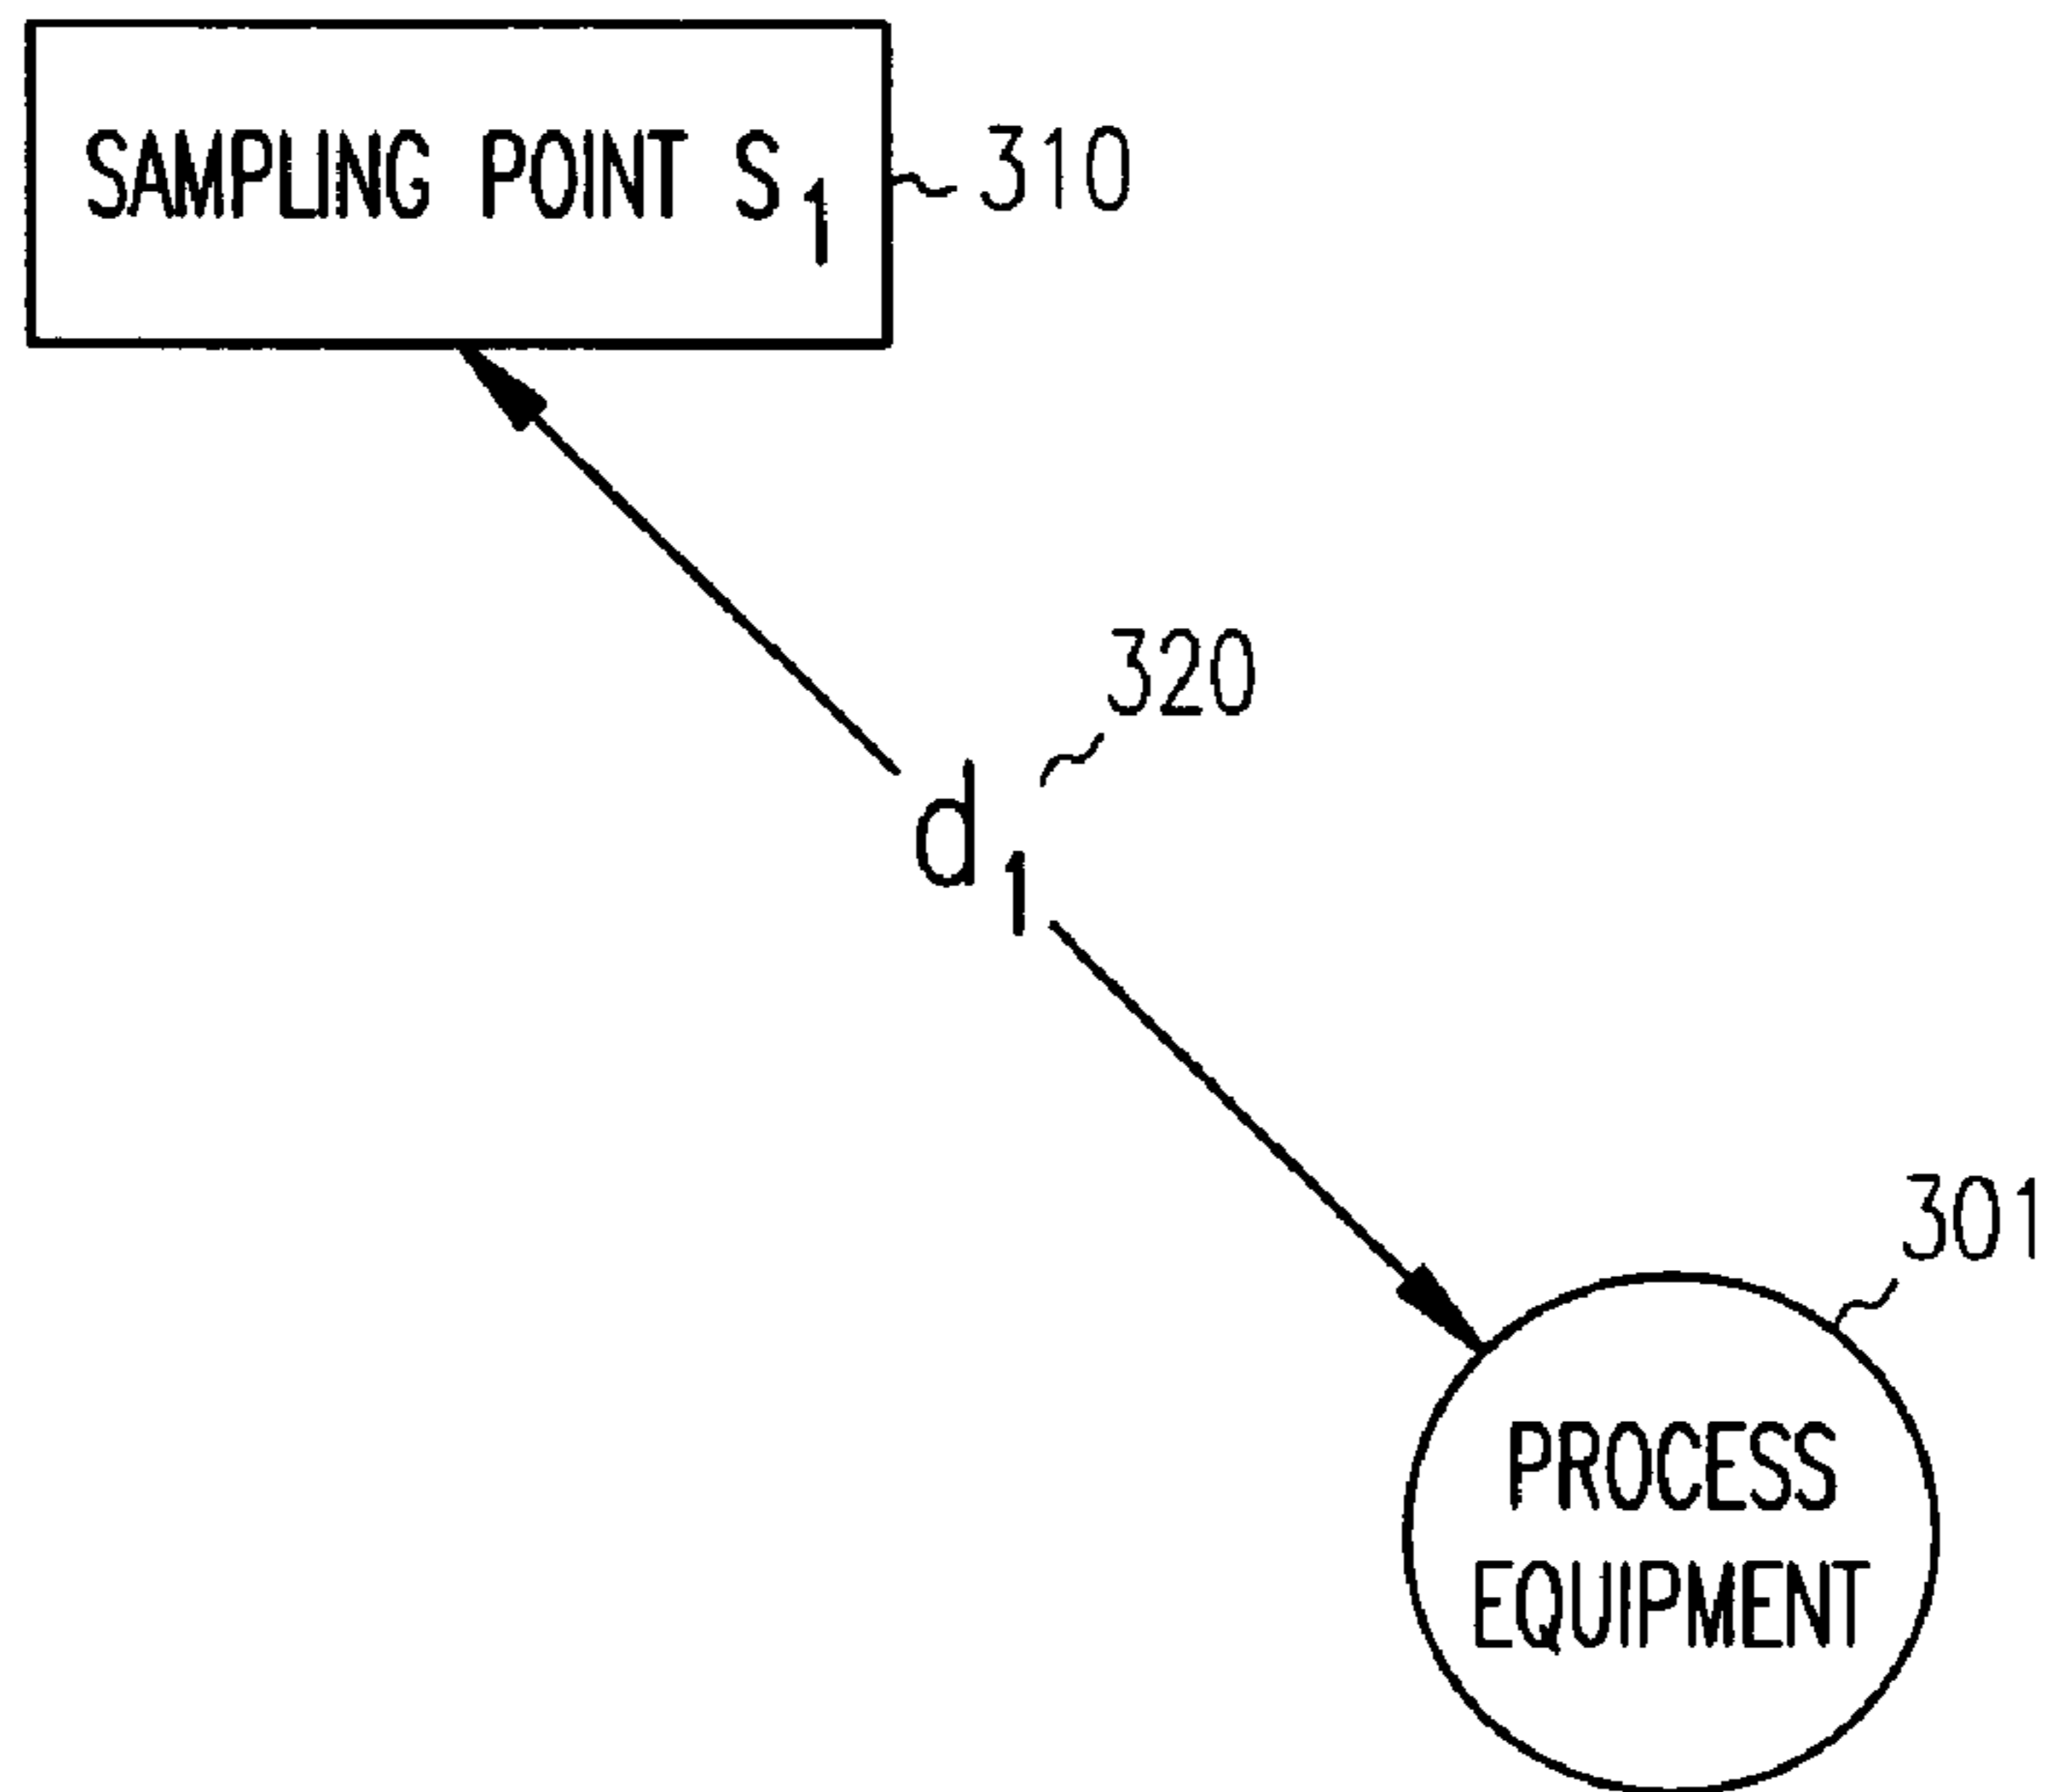 SAMPLING POINT S₁
310
320
d₁
301
PROCESS
EQUIPMENT